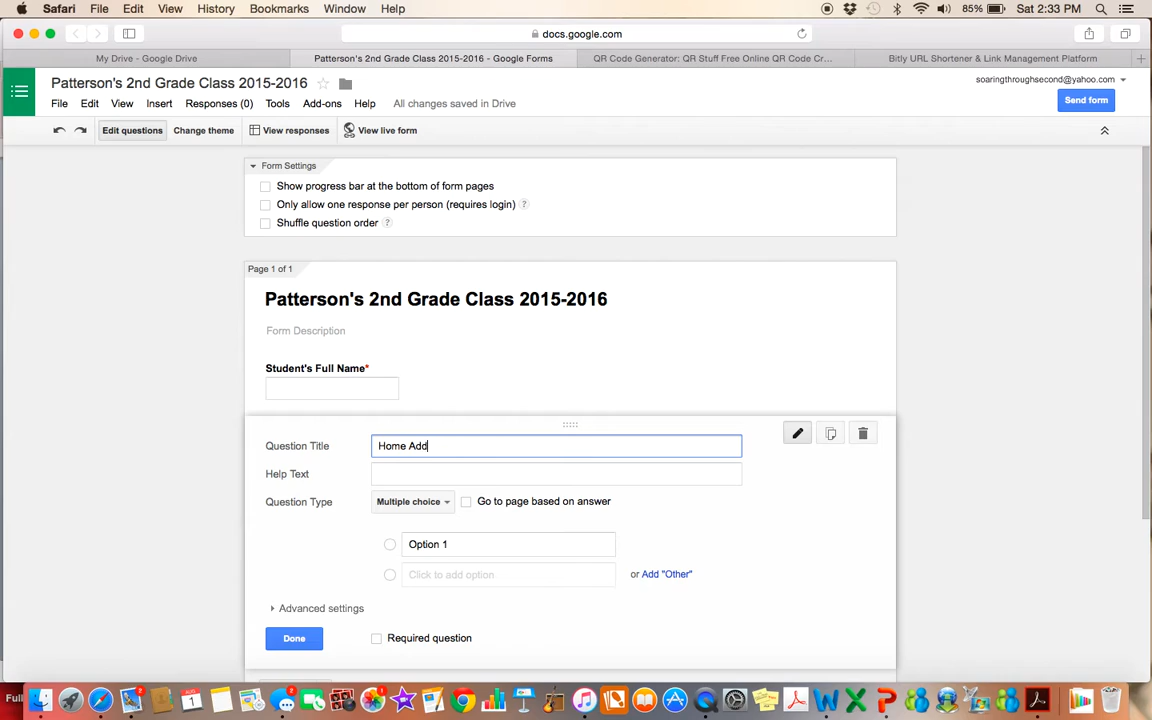 Safari File Edit View History Bookmarks Window Help 85% Sat 2:33 PM
docs.google.com
My Drive - Google Drive Patterson's 2nd Grade Class 2015-2016 - Google Forms QR Code Generator: QR Stuff Free Online QR Code Cr... Bitly URL Shortener & Link Management Platform
Patterson's 2nd Grade Class 2015-2016 soaringthroughsecond@yahoo.com
File Edit View Insert Responses (0) Tools Add-ons Help All changes saved in Drive Send form
Edit questions Change theme View responses View live form
Form Settings
Show progress bar at the bottom of form pages
Only allow one response per person (requires login) ?
Shuffle question order ?
Page 1 of 1
Patterson's 2nd Grade Class 2015-2016
Form Description
Student's Full Name*
Question Title Home Add
Help Text
Question Type Multiple choice Go to page based on answer
Option 1
Click to add option or Add "Other"
Advanced settings
Done Required question
Full